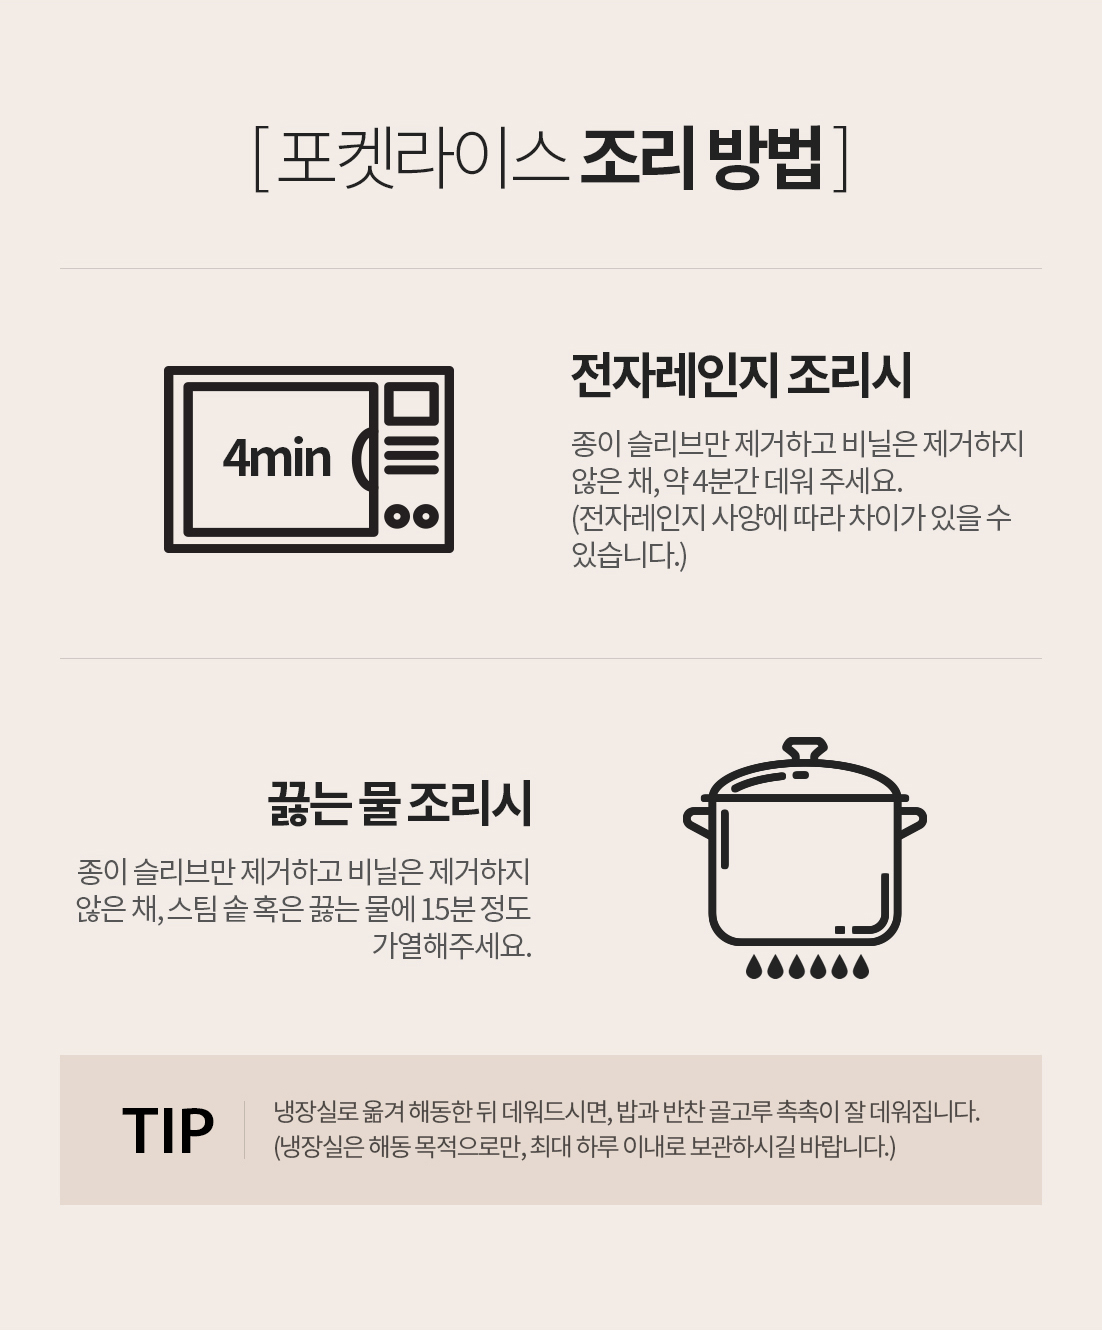 [ 포켓라이스 조리 방법 ]
4min
전자레인지 조리시
종이 슬리브만 제거하고 비닐은 제거하지
않은 채, 약 4분간 데워 주세요.
(전자레인지 사양에 따라 차이가 있을 수
있습니다.)
끓는 물 조리시
종이 슬리브만 제거하고 비닐은 제거하지
않은 채, 스팀 솥 혹은 끓는 물에 15분 정도
가열해주세요.
TIP
냉장실로 옮겨 해동한 뒤 데워드시면, 밥과 반찬 골고루 촉촉이 잘 데워집니다.
(냉장실은 해동 목적으로만, 최대 하루 이내로 보관하시길 바랍니다.)